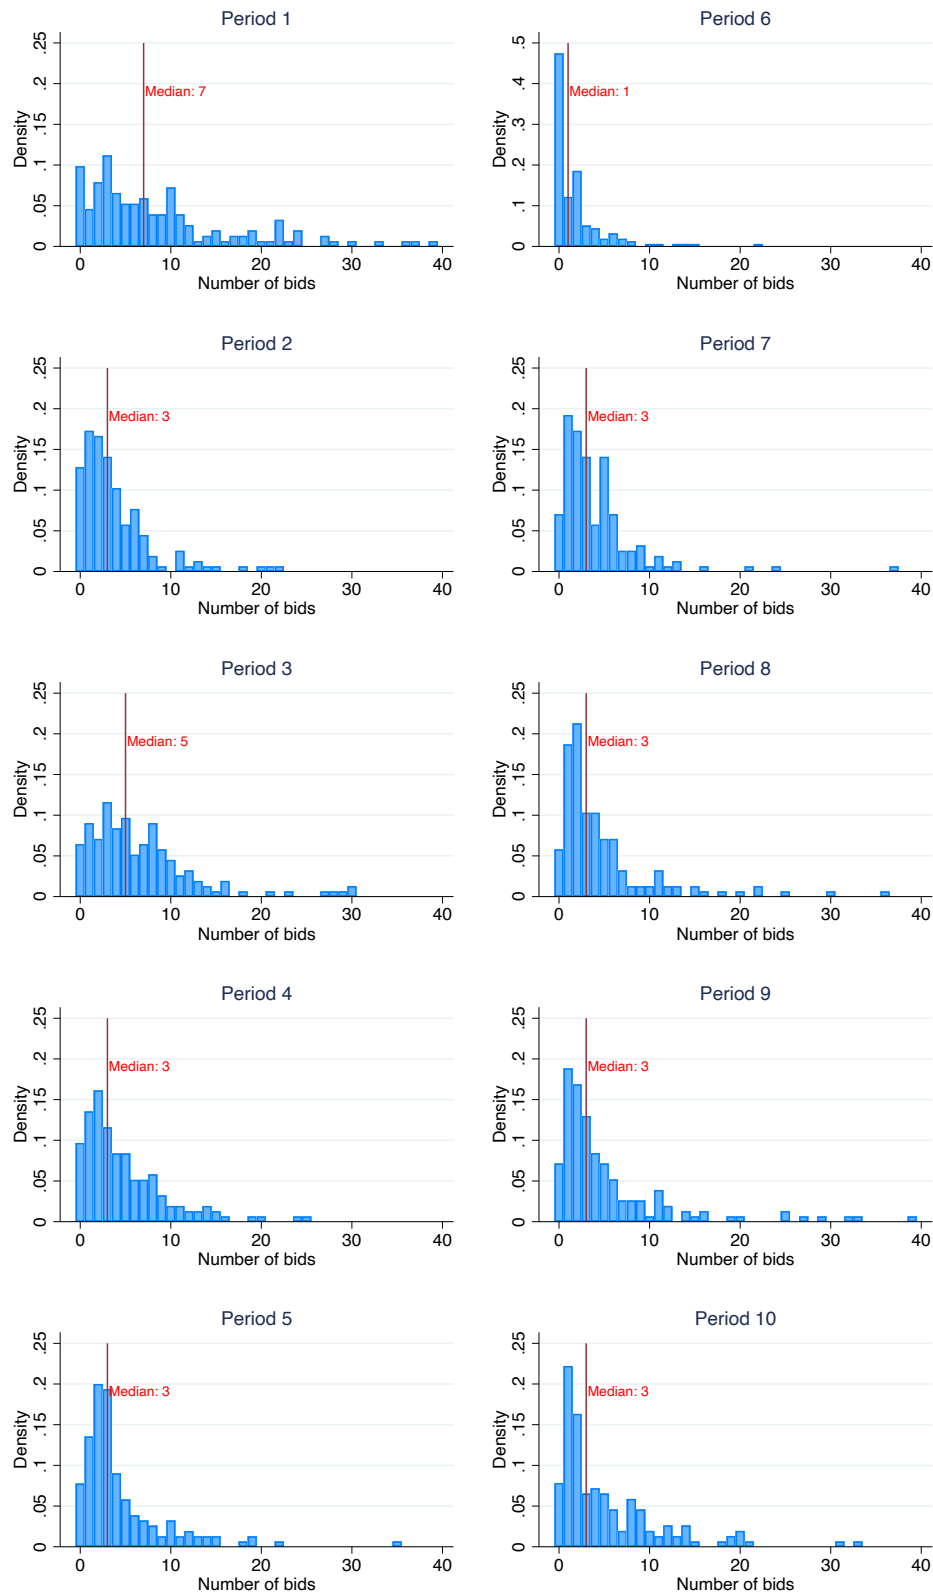 Period 1
Density
0 .05 .1 .15 .2 .25
Median: 7
0 10 20 30 40
Number of bids
Period 6
Density
0 .1 .2 .3 .4 .5
Median: 1
0 10 20 30 40
Number of bids
Period 2
Density
0 .05 .1 .15 .2 .25
Median: 3
0 10 20 30 40
Number of bids
Period 7
Density
0 .05 .1 .15 .2 .25
Median: 3
0 10 20 30 40
Number of bids
Period 3
Density
0 .05 .1 .15 .2 .25
Median: 5
0 10 20 30 40
Number of bids
Period 8
Density
0 .05 .1 .15 .2 .25
Median: 3
0 10 20 30 40
Number of bids
Period 4
Density
0 .05 .1 .15 .2 .25
Median: 3
0 10 20 30 40
Number of bids
Period 9
Density
0 .05 .1 .15 .2 .25
Median: 3
0 10 20 30 40
Number of bids
Period 5
Density
0 .05 .1 .15 .2 .25
Median: 3
0 10 20 30 40
Number of bids
Period 10
Density
0 .05 .1 .15 .2 .25
Median: 3
0 10 20 30 40
Number of bids